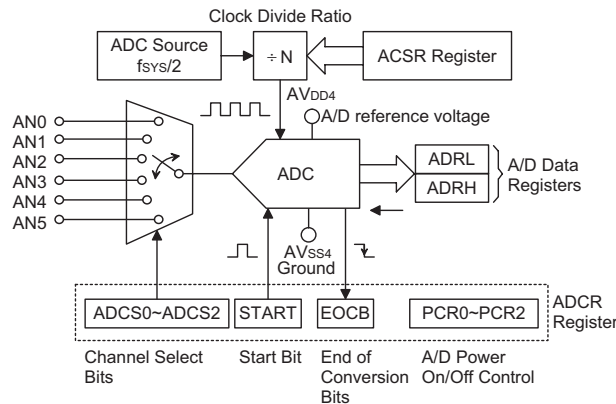 Clock Divide Ratio
ADC Source
fSYS/2
÷ N
ACSR Register
AVDD4
A/D reference voltage
AN0
AN1
AN2
AN3
AN4
AN5
ADC
ADRL
ADRH
A/D Data
Registers
AVSS4
Ground
ADCS0~ADCS2
START
EOCB
PCR0~PCR2
ADCR
Register
Channel Select
Bits
Start Bit
End of
Conversion
Bits
A/D Power
On/Off Control